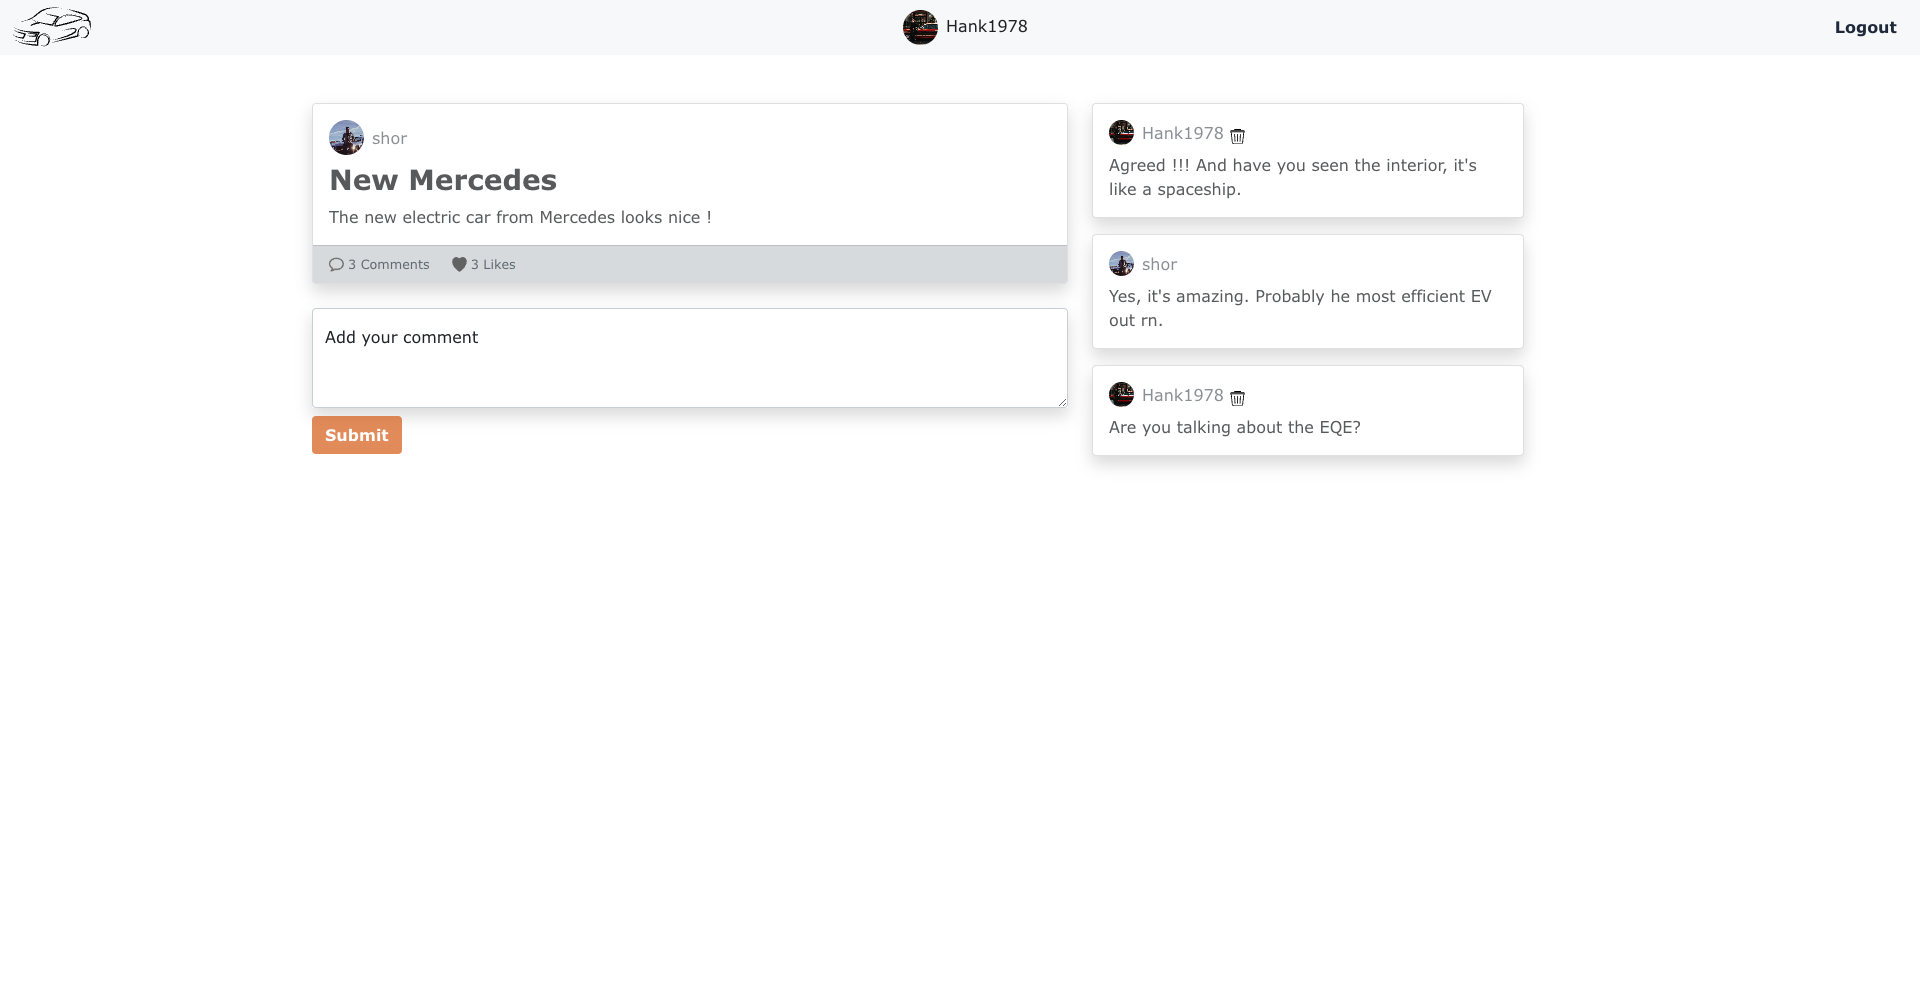 Hank1978
Logout
shor
New Mercedes
The new electric car from Mercedes looks nice !
3 Comments 3 Likes
Add your comment
Submit
Hank1978
Agreed !!! And have you seen the interior, it's
like a spaceship.
shor
Yes, it's amazing. Probably he most efficient EV
out rn.
Hank1978
Are you talking about the EQE?